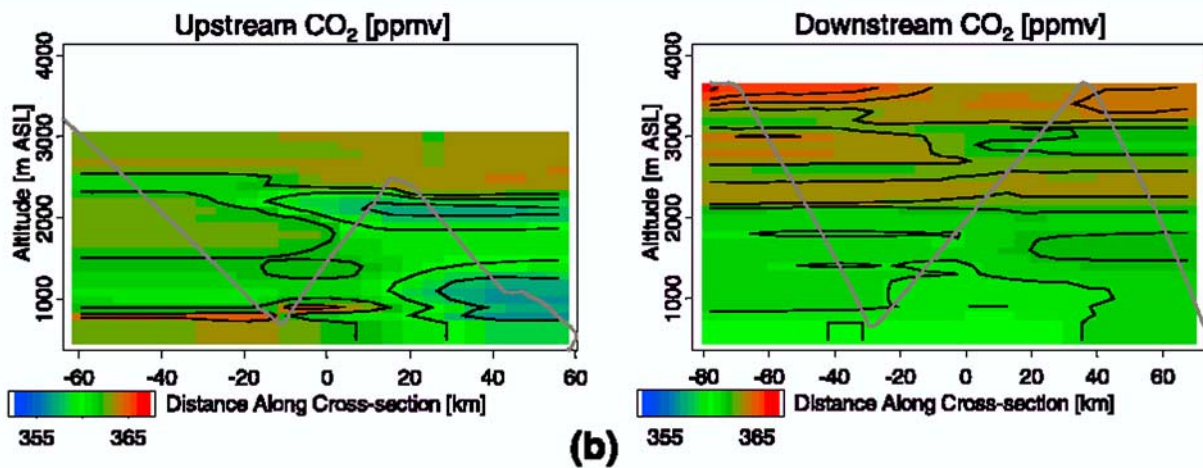 Upstream CO₂ [ppmv]
Downstream CO₂ [ppmv]
Altitude [m ASL]
1000 2000 3000 4000
Altitude [m ASL]
1000 2000 3000 4000
-60 -40 -20 0 20 40 60
-80 -60 -40 -20 0 20 40 60
Distance Along Cross-section [km]
Distance Along Cross-section [km]
355 365
355 365
(b)